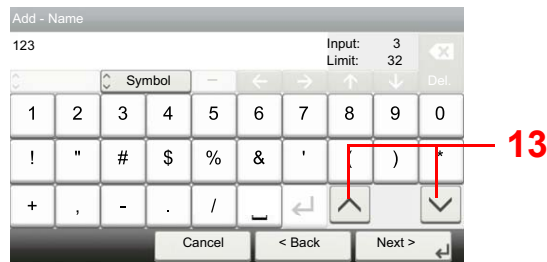 Add - Name
123 Input: 3
Limit: 32
Symbol - ← → ↑ ↓ Del.
1 2 3 4 5 6 7 8 9 0
! " # $ % & ' ( ) *
+ , - . / ␣
Cancel < Back Next >
13